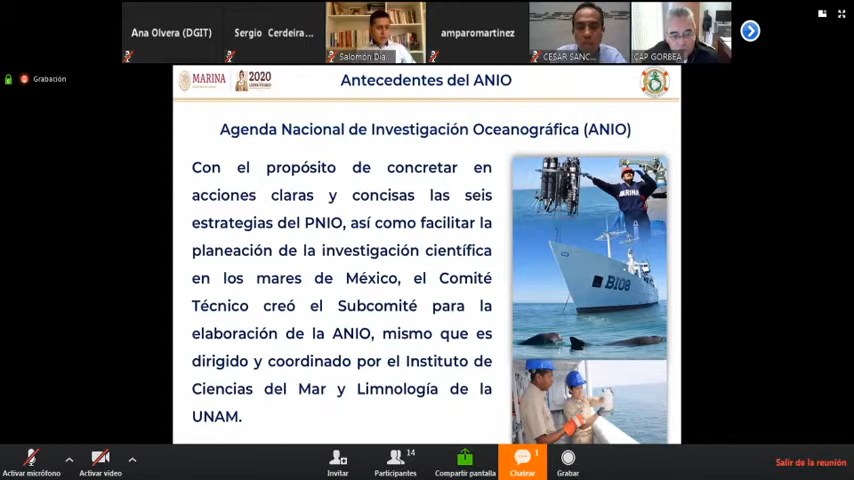 Ana Olvera (DGIT)
Sergio Cerdeira...
Salomón Día...
amparomartinez
CESAR SANC...
CAP GORBEA
Grabación
MARINA
2020
Antecedentes del ANIO
Agenda Nacional de Investigación Oceanográfica (ANIO)
Con el propósito de concretar en
acciones claras y concisas las seis
estrategias del PNIO, así como facilitar la
planeación de la investigación científica
en los mares de México, el Comité
Técnico creó el Subcomité para la
elaboración de la ANIO, mismo que es
dirigido y coordinado por el Instituto de
Ciencias del Mar y Limnología de la
UNAM.
MARINA
BI08
Activar micrófono
Activar video
Invitar
14
Participantes
Compartir pantalla
1
Chatear
Grabar
Salir de la reunión